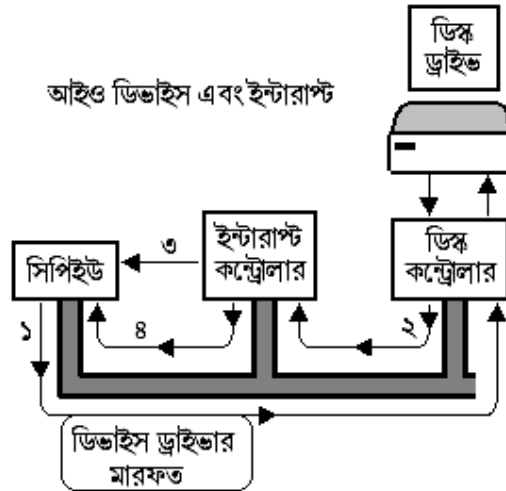 ডিস্ক
ড্রাইভ
আইও ডিভাইস এবং ইন্টারাপ্ট
সিপিইউ
৩
ইন্টারাপ্ট
কন্ট্রোলার
ডিস্ক
কন্ট্রোলার
১
৪
২
ডিভাইস ড্রাইভার
মারফত